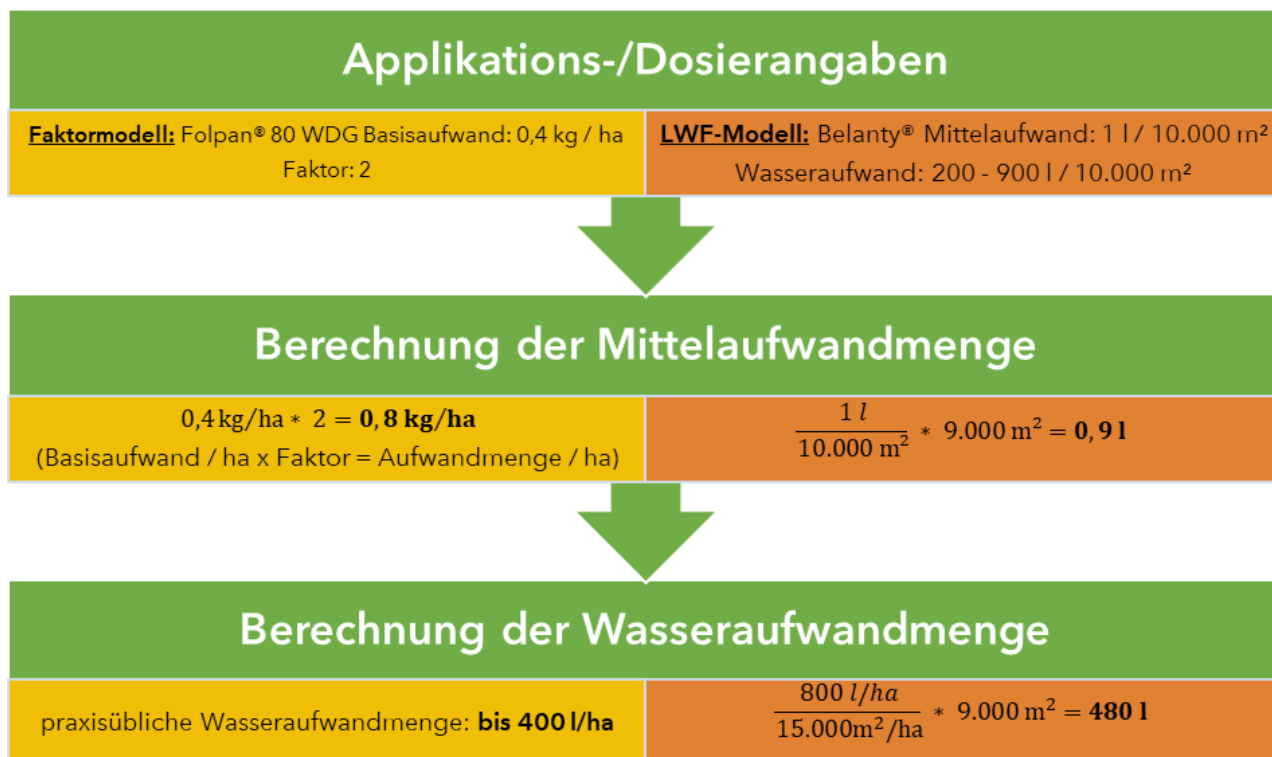 Applikations-/Dosierangaben
Faktormodell: Folpan® 80 WDG Basisaufwand: 0,4 kg / ha
Faktor: 2
LWF-Modell: Belanty® Mittelaufwand: 1 l / 10.000 m²
Wasseraufwand: 200 - 900 l / 10.000 m²
Berechnung der Mittelaufwandmenge
0,4 kg/ha * 2 = 0,8 kg/ha
(Basisaufwand / ha x Faktor = Aufwandmenge / ha)
1 l
10.000 m² * 9.000 m² = 0,9 l
Berechnung der Wasseraufwandmenge
praxisübliche Wasseraufwandmenge: bis 400 l/ha
800 l/ha
15.000m²/ha * 9.000 m² = 480 l